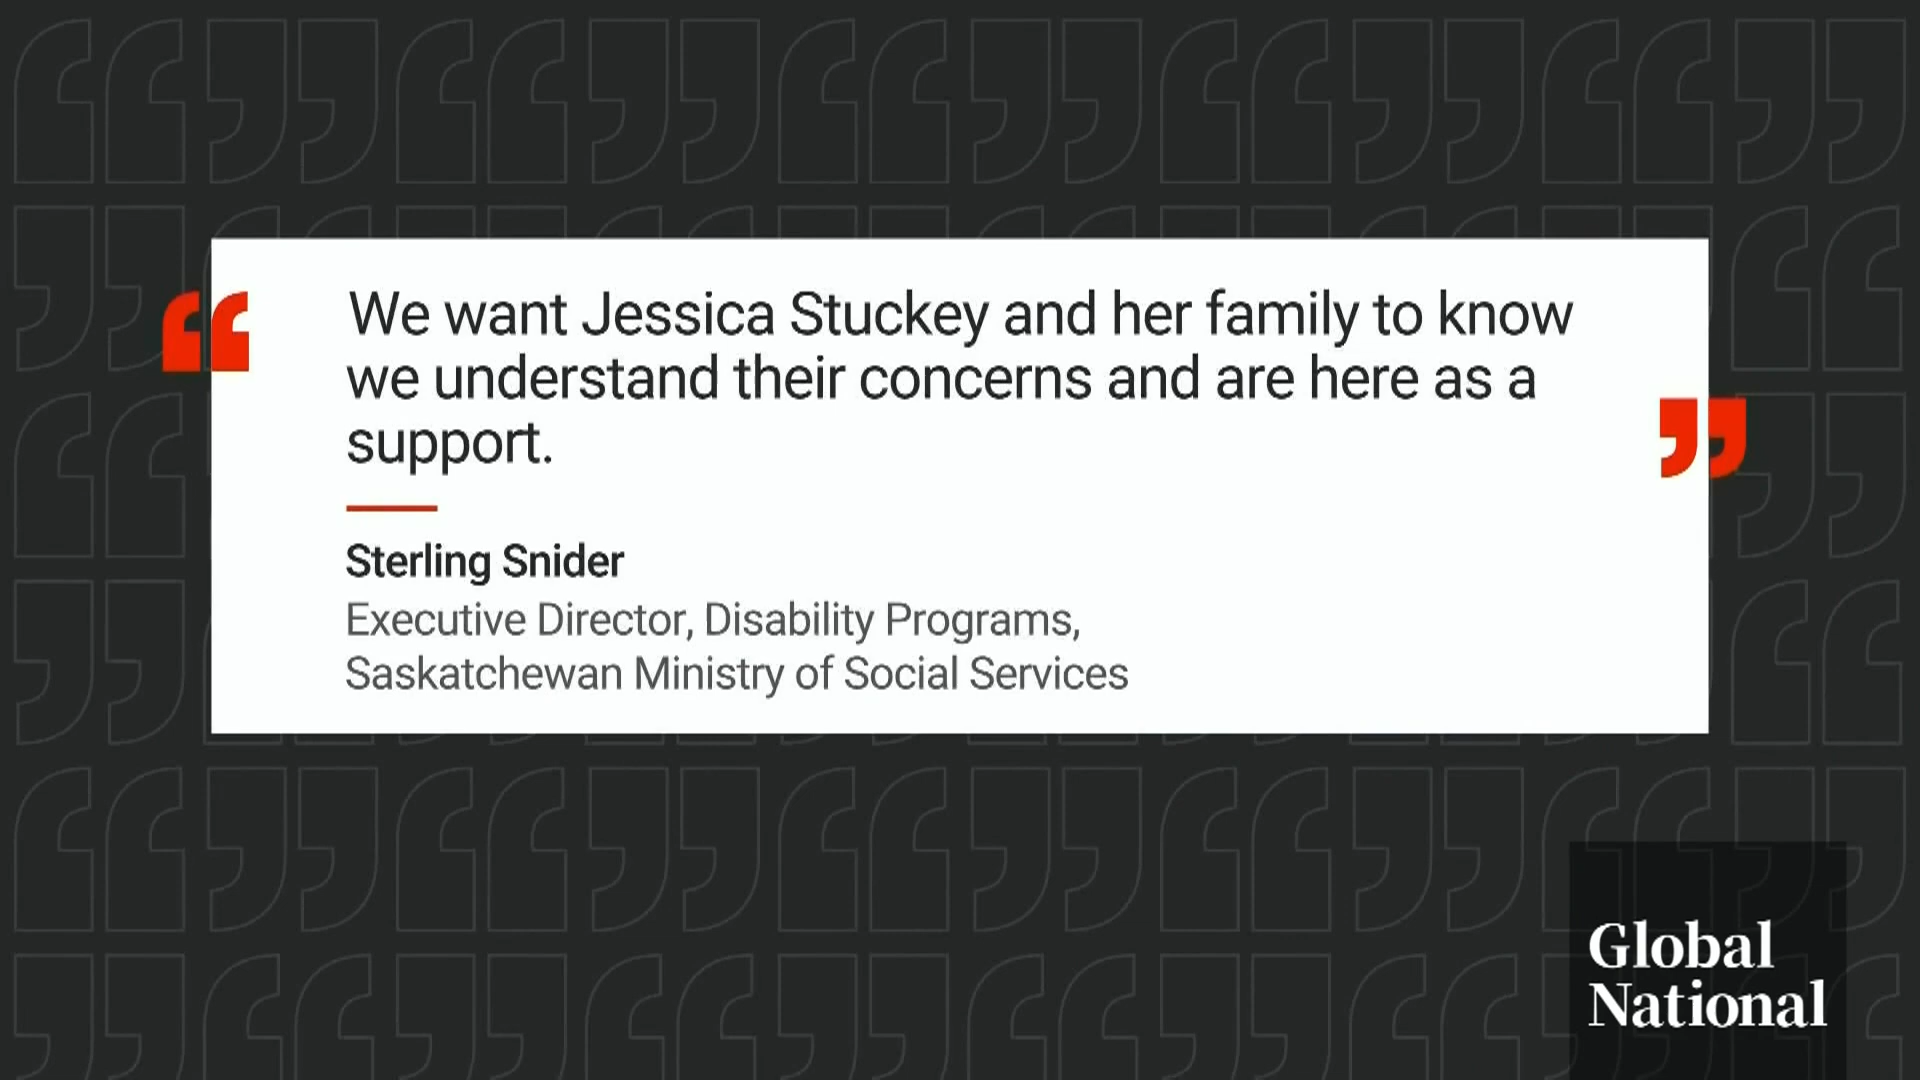 We want Jessica Stuckey and her family to know
we understand their concerns and are here as a
support.
Sterling Snider
Executive Director, Disability Programs,
Saskatchewan Ministry of Social Services
Global
National